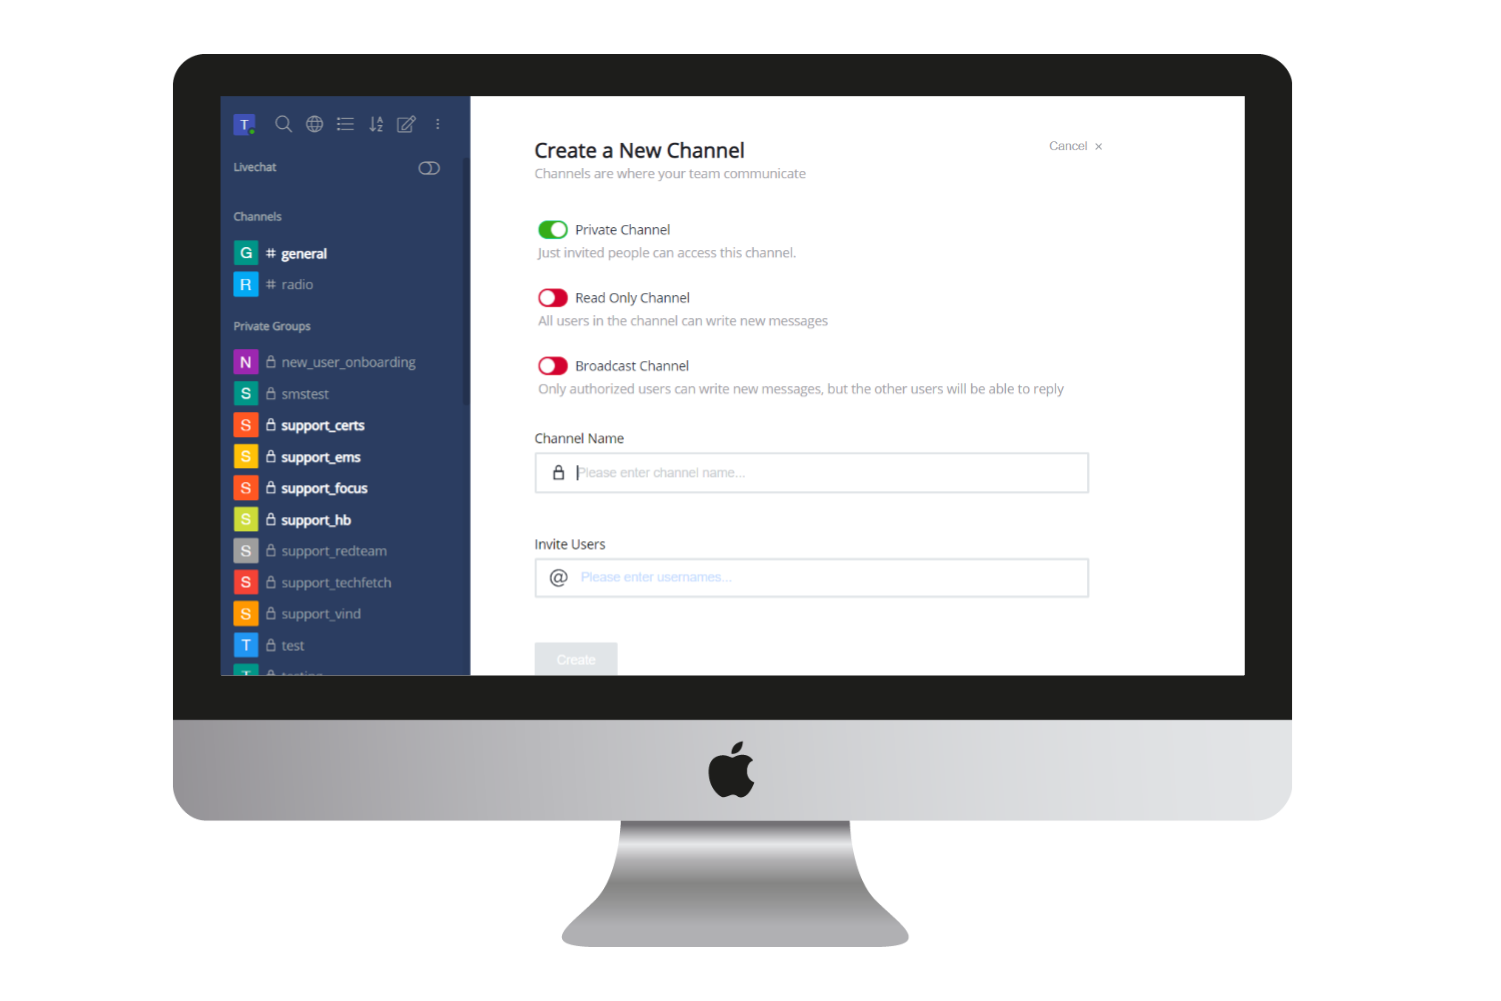 T
Livechat
Channels
G # general
R # radio
Private Groups
N new_user_onboarding
S smstest
S support_certs
S support_ems
S support_focus
S support_hb
S support_redteam
S support_techfetch
S support_vind
T test
Create a New Channel
Cancel ×
Channels are where your team communicate
Private Channel
Just invited people can access this channel.
Read Only Channel
All users in the channel can write new messages
Broadcast Channel
Only authorized users can write new messages, but the other users will be able to reply
Channel Name
Please enter channel name...
Invite Users
@ Please enter usernames...
Create